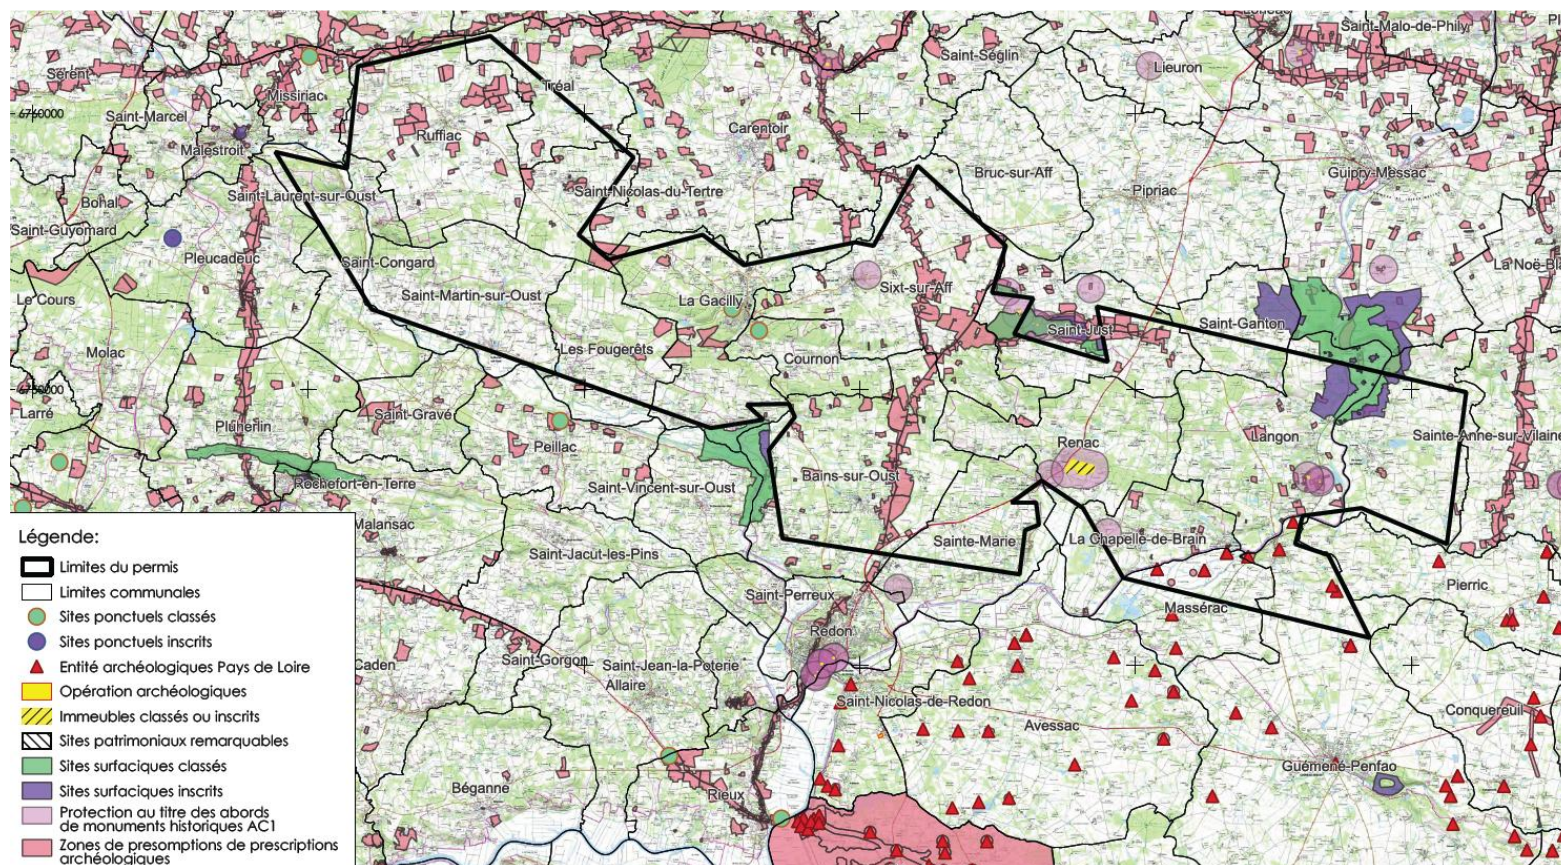 Saint-Malo-de-Phily
Saint-Séglin
Lieuron
Sérent
Tréal
Missiriac
6760000
Saint-Marcel
Ruffiac
Carentoir
Malestroit
Bruc-sur-Aff
Guipry-Messac
Pipriac
Saint-Laurent-sur-Oust
Saint-Nicolas-du-Tertre
Bohal
Saint-Guyomard
Pleucadeuc
Saint-Congard
La Noë-Bl
Le Cours
Saint-Martin-sur-Oust
La Gacilly
Sixt-sur-Aff
Saint-Just
Saint-Ganton
Molac
Les Fougerêts
Cournon
6750000
Larré
Pluherlin
Saint-Gravé
Peillac
Renac
Langon
Sainte-Anne-sur-Vilaine
Rochefort-en-Terre
Saint-Vincent-sur-Oust
Bains-sur-Oust
Malansac
Saint-Jacut-les-Pins
Sainte-Marie
La Chapelle-de-Brain
Pierric
Saint-Perreux
Massérac
Redon
Caden
Saint-Gorgon
Saint-Jean-la-Poterie
Allaire
Saint-Nicolas-de-Redon
Avessac
Conquereuil
Guémené-Penfao
Béganne
Rieux
Légende:
Limites du permis
Limites communales
Sites ponctuels classés
Sites ponctuels inscrits
Entité archéologiques Pays de Loire
Opération archéologiques
Immeubles classés ou inscrits
Sites patrimoniaux remarquables
Sites surfaciques classés
Sites surfaciques inscrits
Protection au titre des abords
de monuments historiques AC1
Zones de presomptions de prescriptions
archéologiques